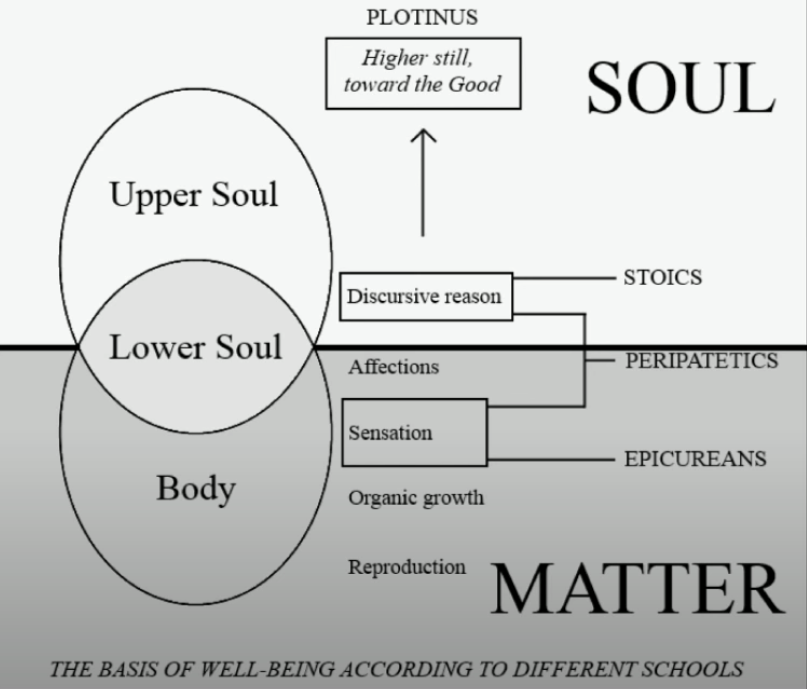 PLOTINUS
Higher still,
toward the Good
SOUL
Upper Soul
Discursive reason
STOICS
Lower Soul
Affections
PERIPATETICS
Sensation
EPICUREANS
Body
Organic growth
Reproduction
MATTER
THE BASIS OF WELL-BEING ACCORDING TO DIFFERENT SCHOOLS